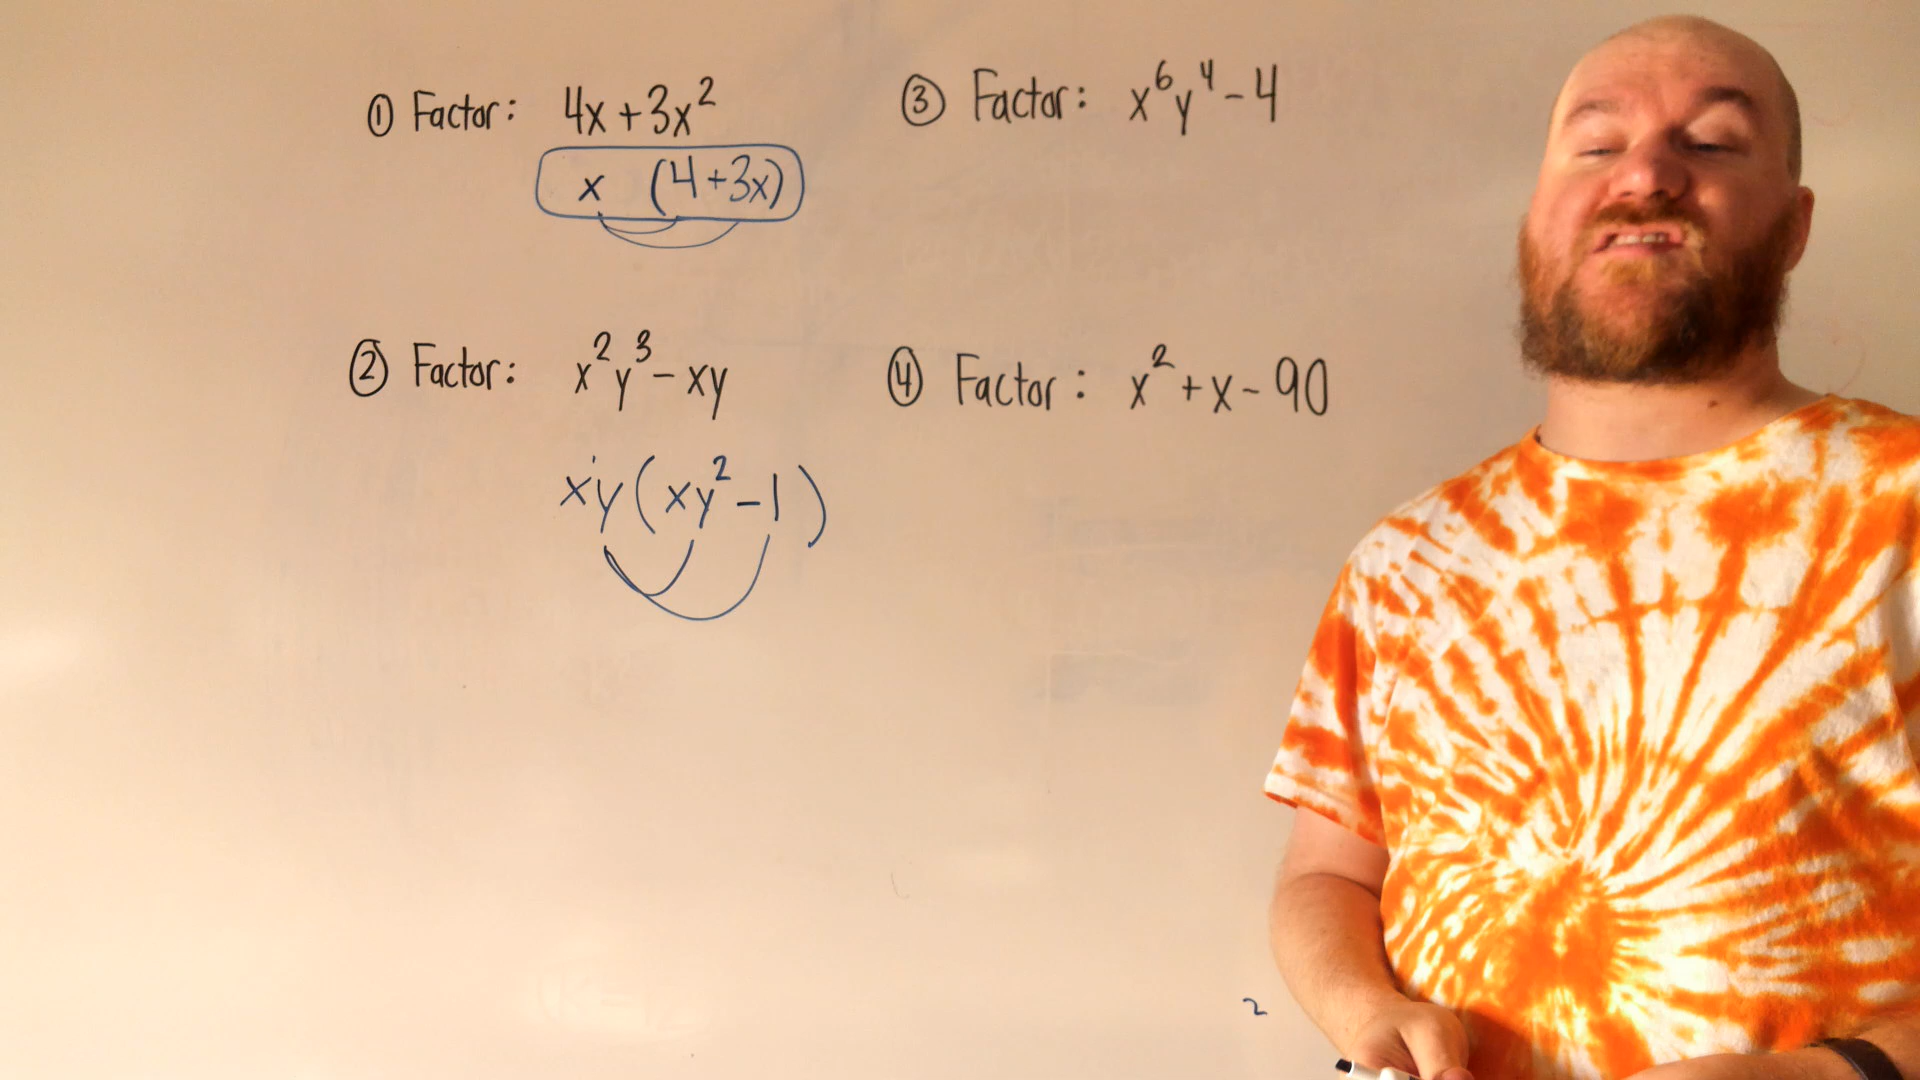 ① Factor: 4x + 3x²
x (4 + 3x)
② Factor: x²y³ - xy
xy(xy² - 1)
③ Factor: x⁶y⁴ - 4
④ Factor: x² + x - 90
2